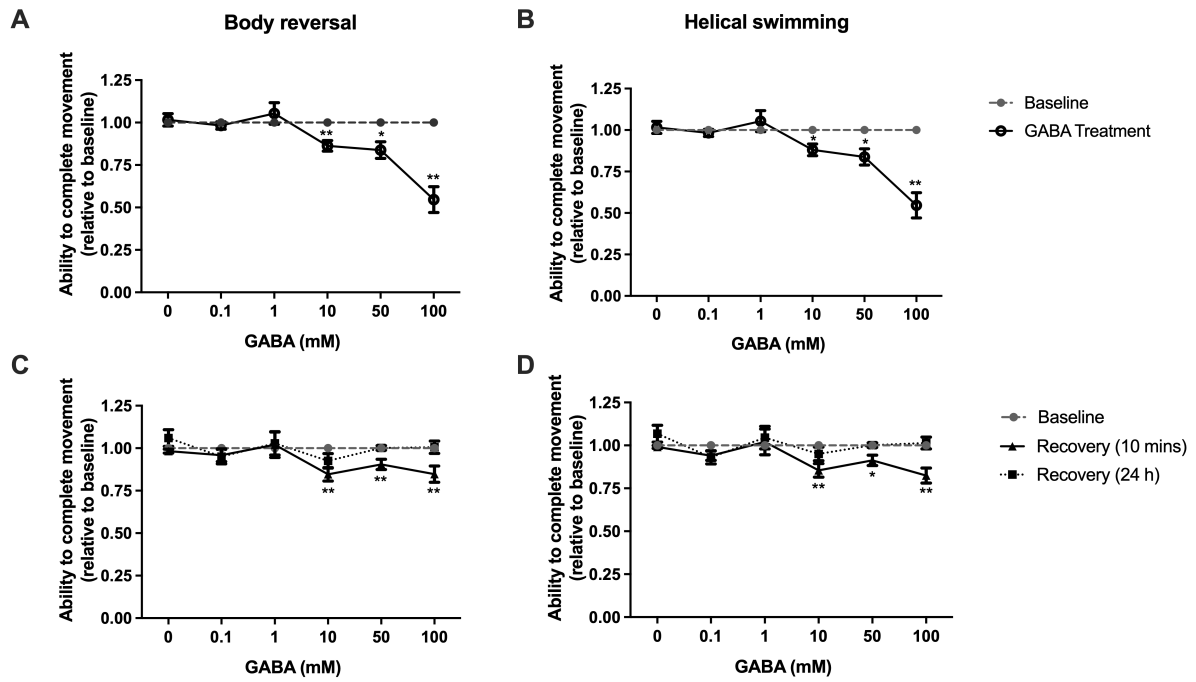 A
Body reversal
Ability to complete movement
(relative to baseline)
1.25
1.00
0.75
0.50
0.25
0.00
** * **
0 0.1 1 10 50 100
GABA (mM)
B
Helical swimming
Ability to complete movement
(relative to baseline)
1.25
1.00
0.75
0.50
0.25
0.00
* * **
0 0.1 1 10 50 100
GABA (mM)
Baseline
GABA Treatment
C
Ability to complete movement
(relative to baseline)
1.25
1.00
0.75
0.50
0.25
0.00
** ** **
0 0.1 1 10 50 100
GABA (mM)
D
Ability to complete movement
(relative to baseline)
1.25
1.00
0.75
0.50
0.25
0.00
** * **
0 0.1 1 10 50 100
GABA (mM)
Baseline
Recovery (10 mins)
Recovery (24 h)